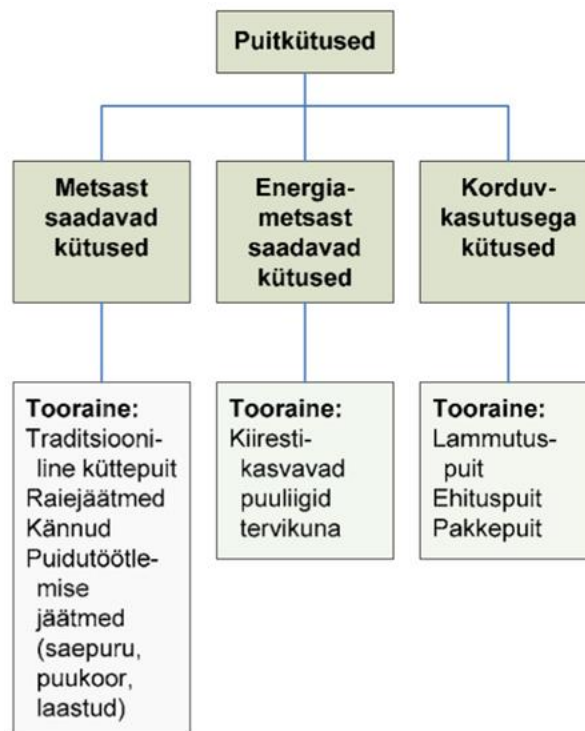 Puitkütused
Metsast
saadavad
kütused
Energia-
metsast
saadavad
kütused
Korduv-
kasutusega
kütused
Tooraine:
Traditsiooni-
line küttepuit
Raiejäätmed
Kännud
Puidutöötle-
mise
jäätmed
(saepuru,
puukoor,
laastud)
Tooraine:
Kiiresti-
kasvavad
puuliigid
tervikuna
Tooraine:
Lammutus-
puit
Ehituspuit
Pakkepuit